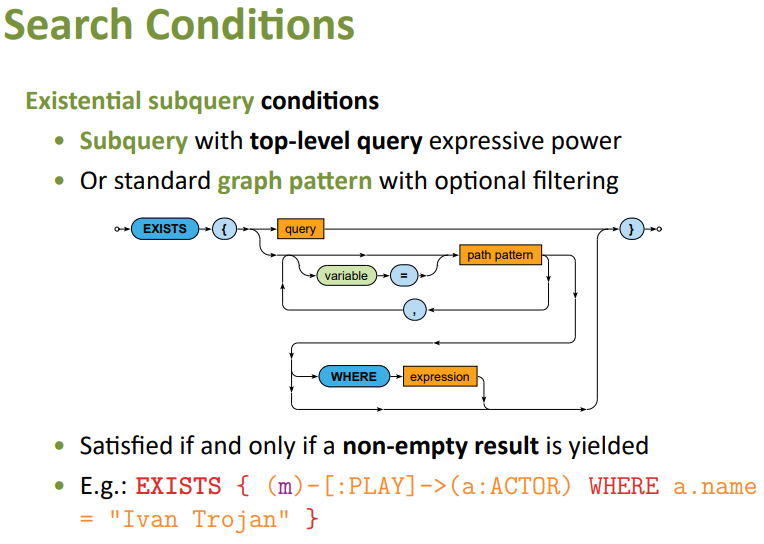 Search Conditions
Existential subquery conditions
• Subquery with top-level query expressive power
• Or standard graph pattern with optional filtering
EXISTS { query }
variable = path pattern
,
WHERE expression
• Satisfied if and only if a non-empty result is yielded
• E.g.: EXISTS { (m)-[:PLAY]->(a:ACTOR) WHERE a.name
= "Ivan Trojan" }